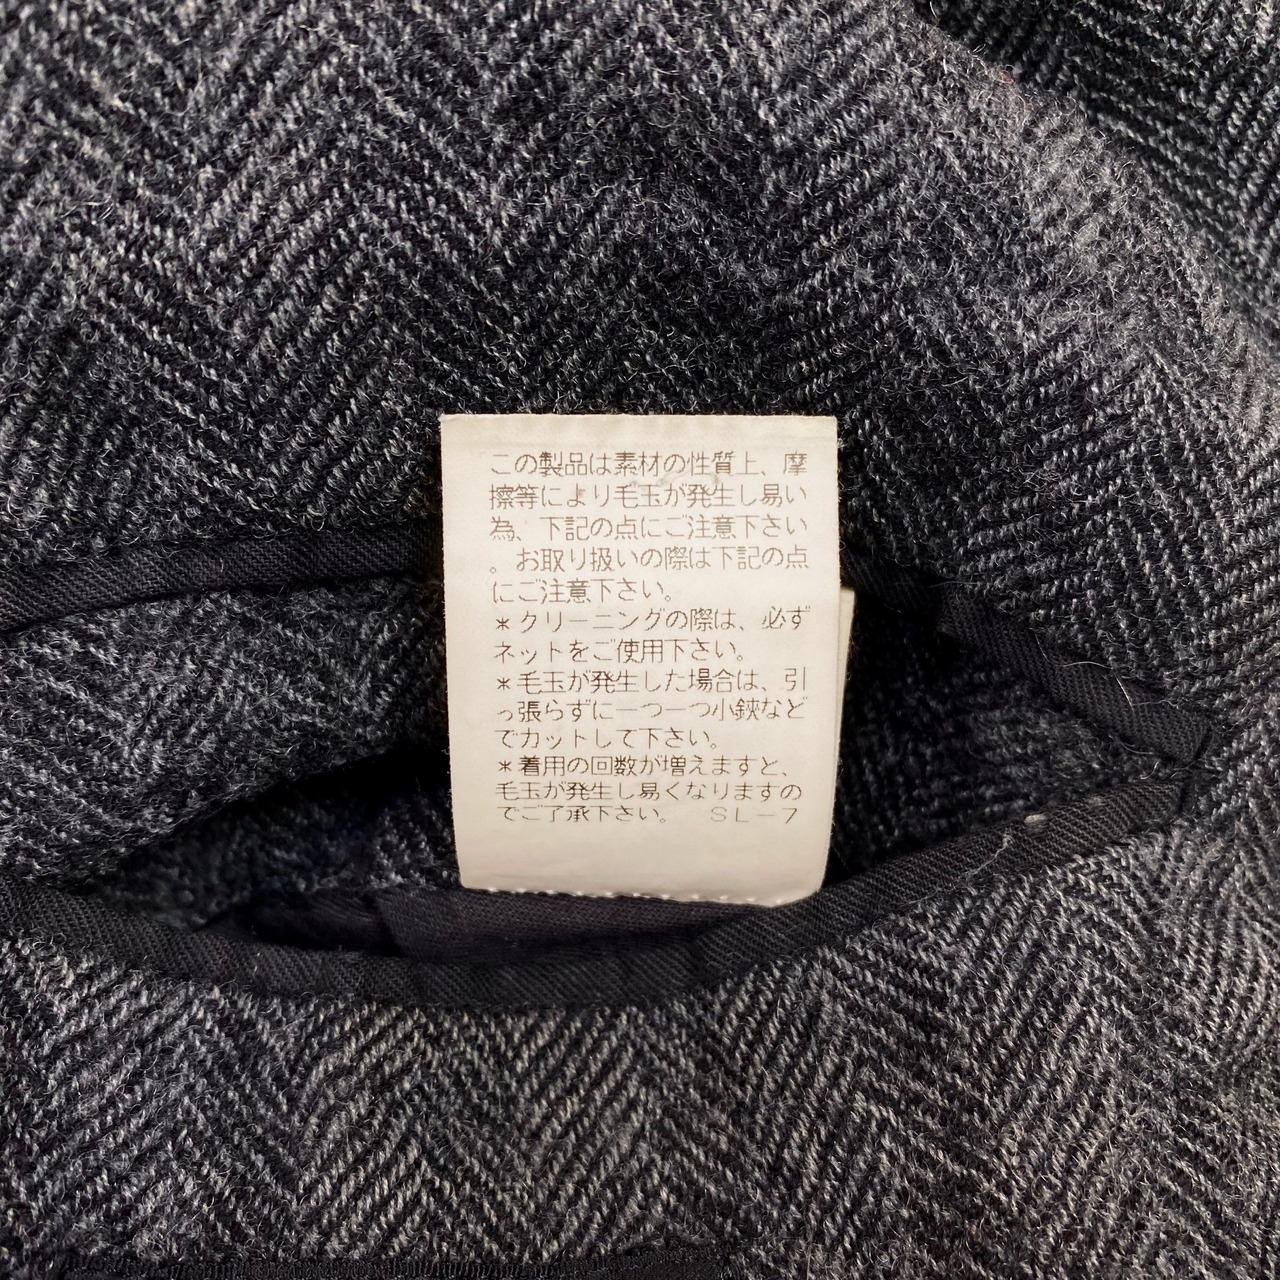 この製品は素材の性質上、摩
擦等により毛玉が発生し易い
為、下記の点にご注意下さい
。お取り扱いの際は下記の点
にご注意下さい。
＊クリーニングの際は、必ず
ネットをご使用下さい。
＊毛玉が発生した場合は、引
っ張らずに一つ一つ小鋏など
でカットして下さい。
＊着用の回数が増えますと、
毛玉が発生し易くなりますの
でご了承下さい。　ＳＬ－７